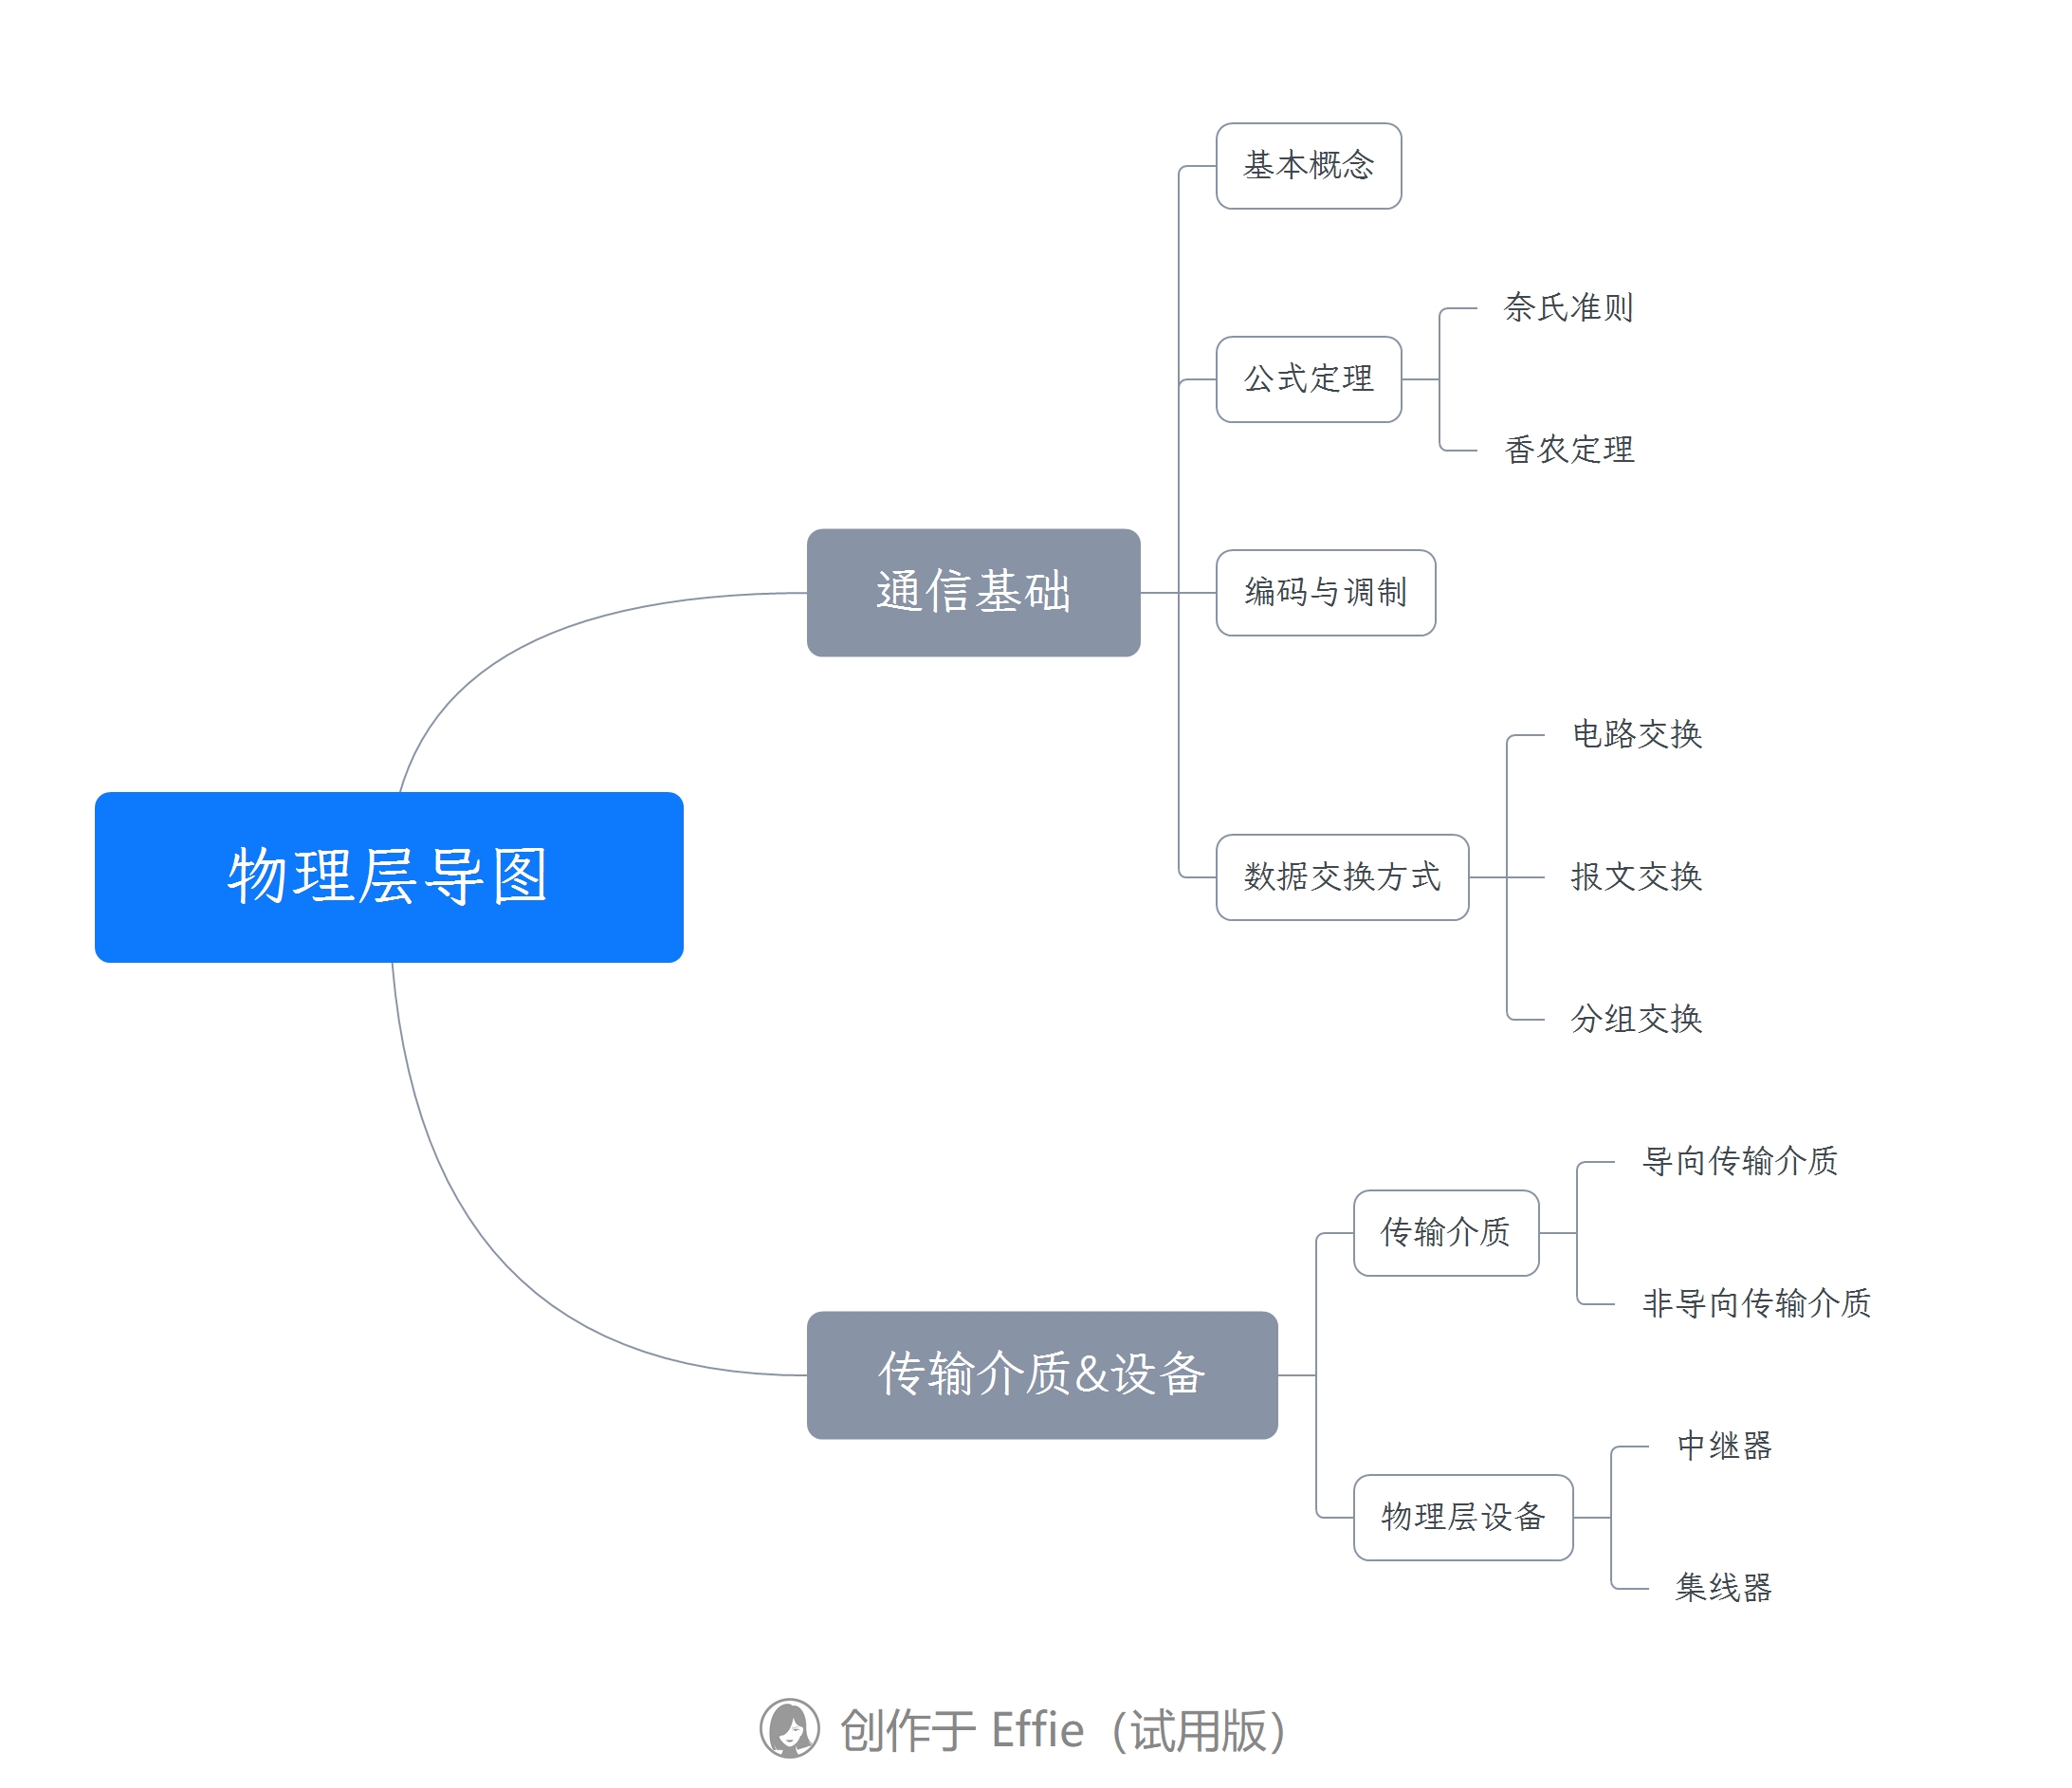 物理层导图
通信基础
基本概念
公式定理
奈氏准则
香农定理
编码与调制
数据交换方式
电路交换
报文交换
分组交换
传输介质&设备
传输介质
导向传输介质
非导向传输介质
物理层设备
中继器
集线器
创作于 Effie（试用版）